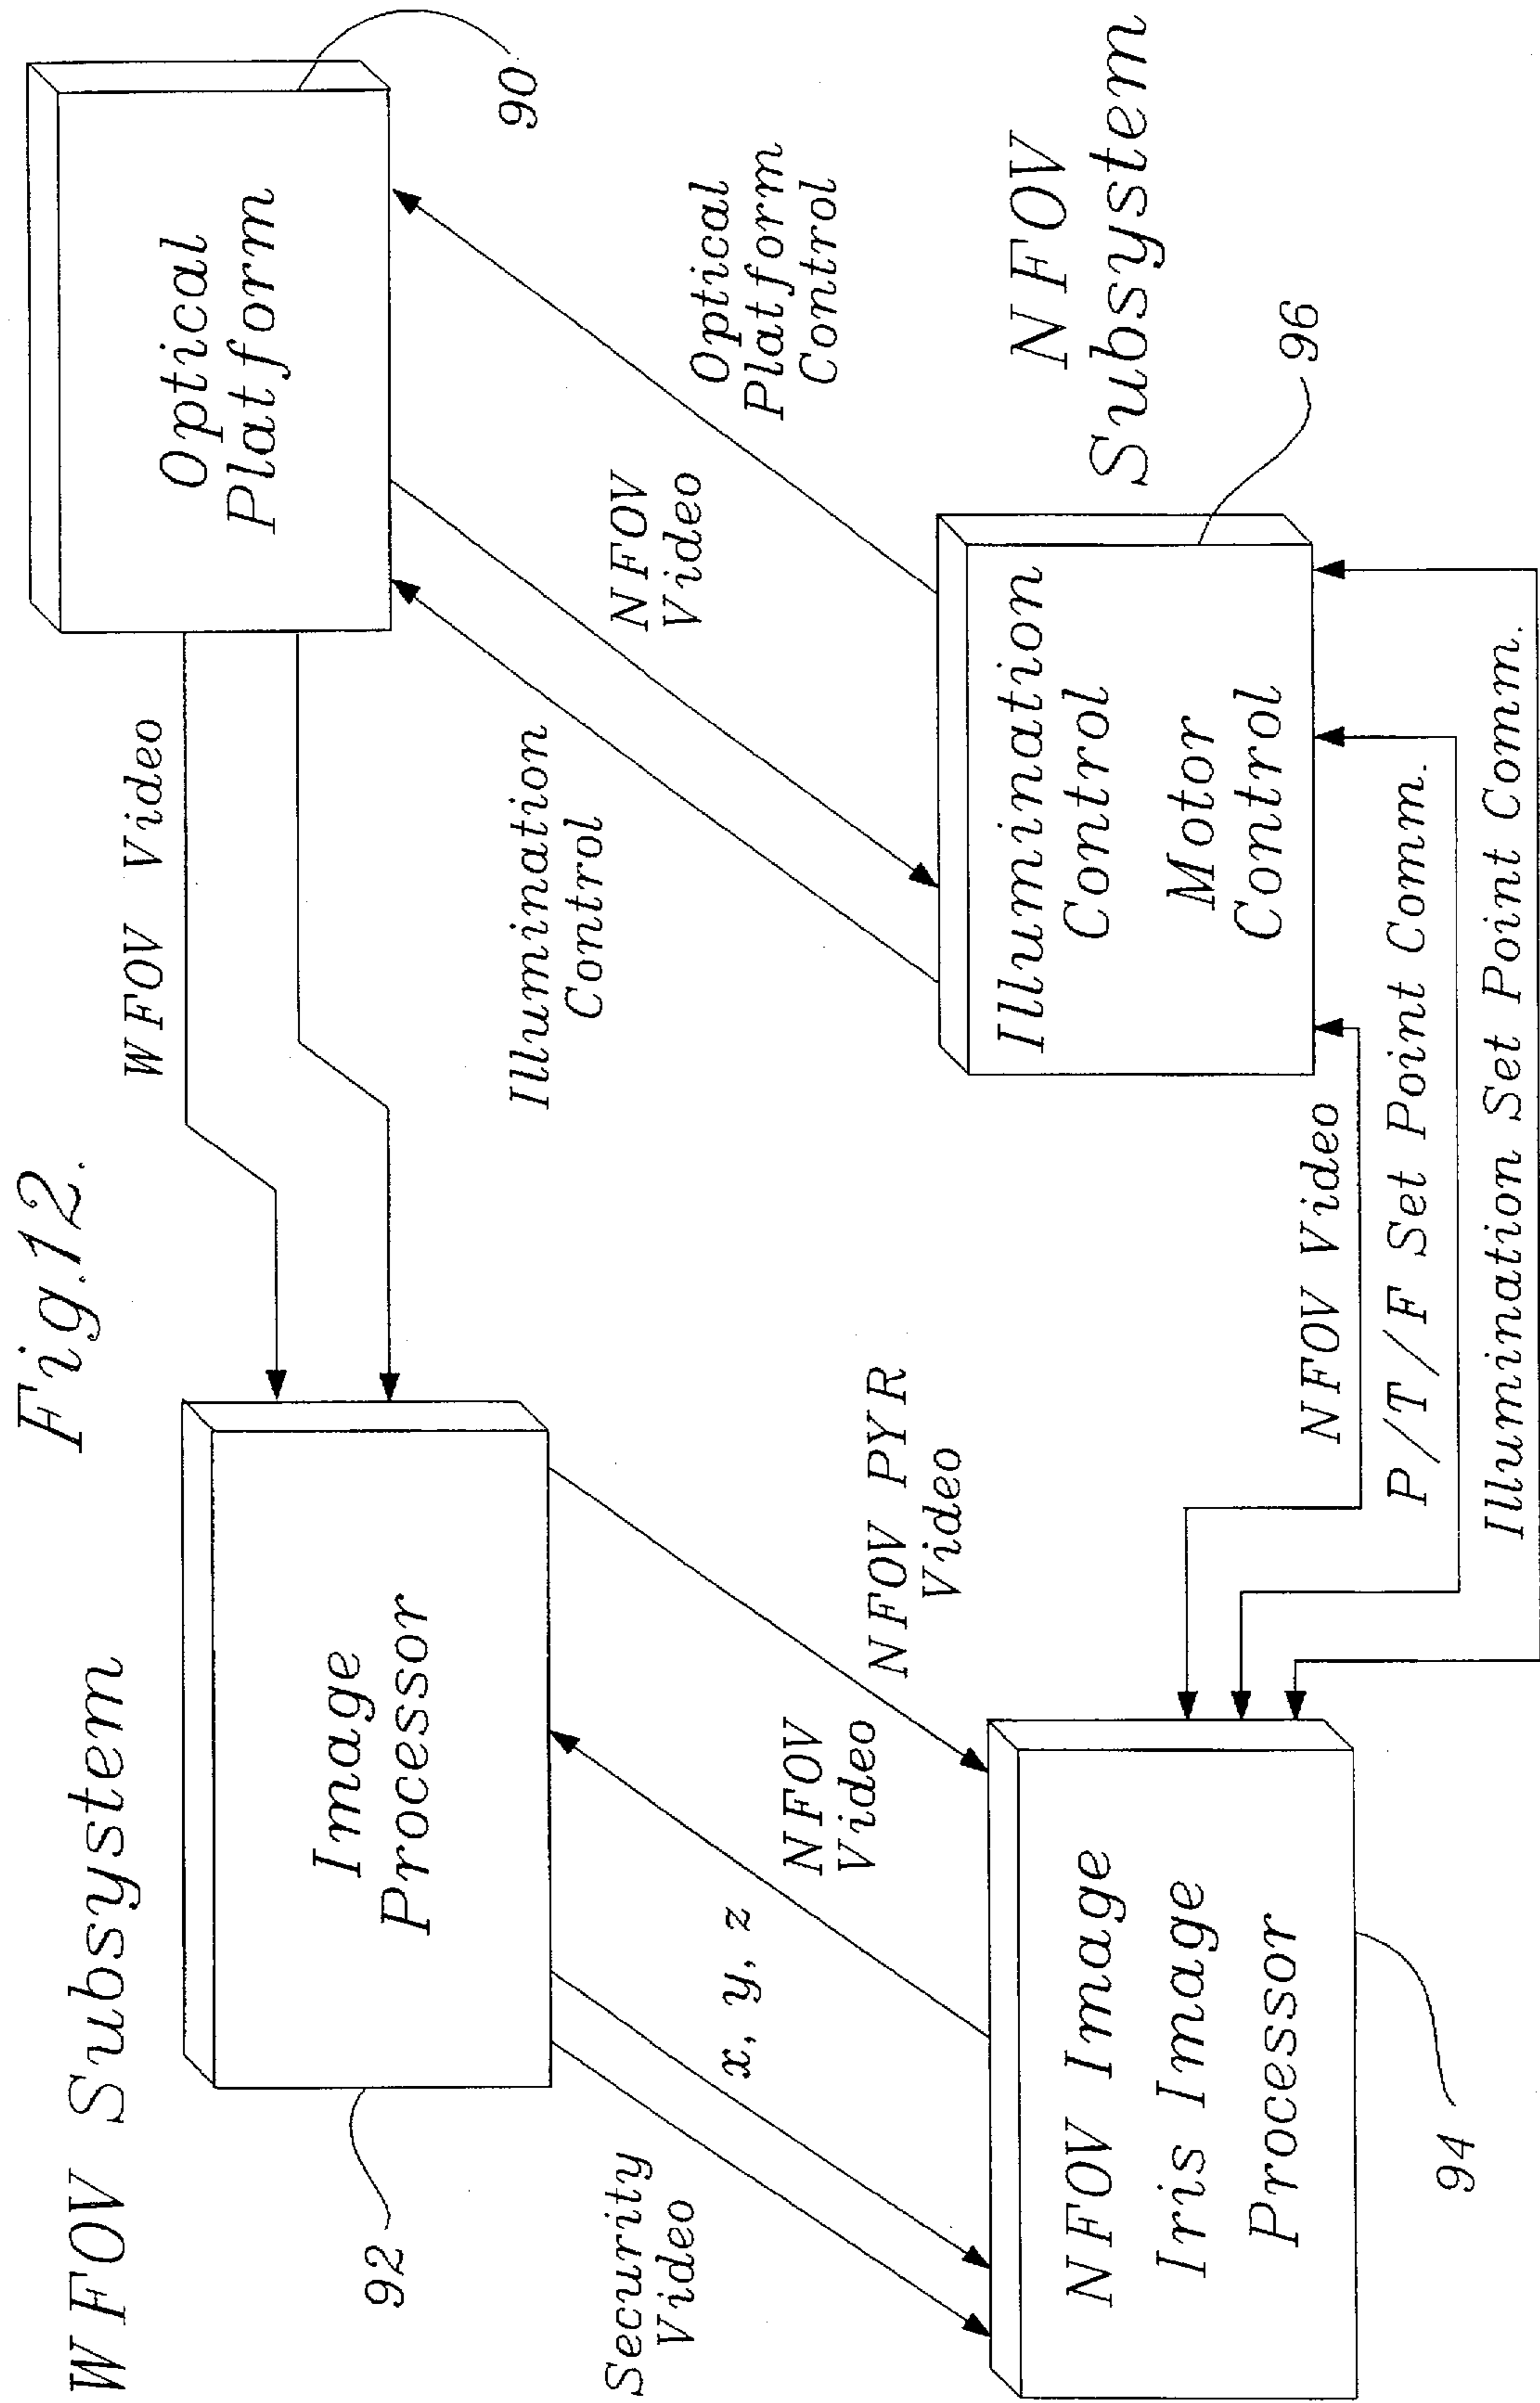 Fig.12.
WFOV Subsystem
WFOV Video
Optical
Platform
90
Image
Processor
92
Security
Video
x, y, z
NFOV
Video
NFOV PYR
Video
Illumination
Control
NFOV
Video
Optical
Platform
Control
NFOV
Subsystem
NFOV Image
Iris Image
Processor
94
Illumination
Control
Motor
Control
96
NFOV Video
P/T/F Set Point Comm.
Illumination Set Point Comm.